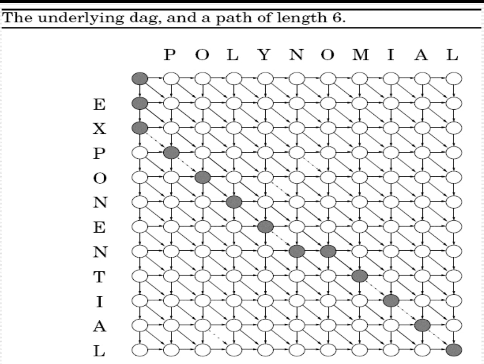 The underlying dag, and a path of length 6.
P O L Y N O M I A L
E
X
P
O
N
E
N
T
I
A
L